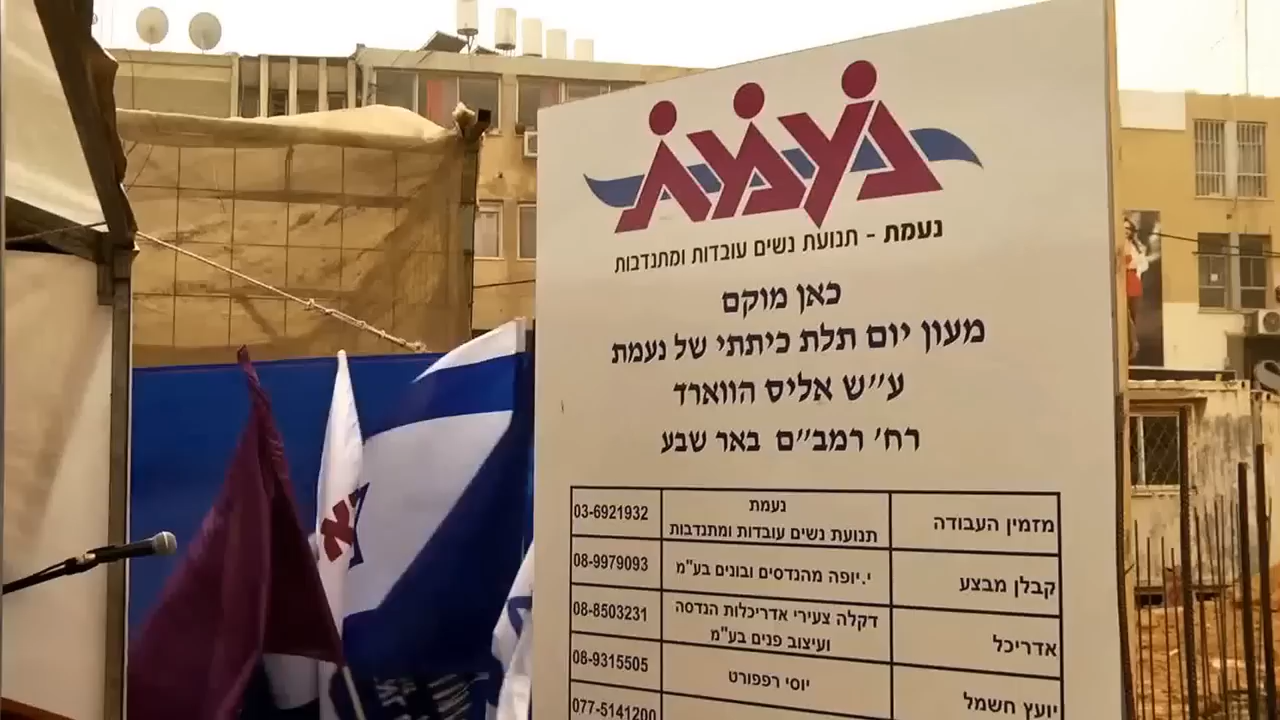 נעמת
נעמת - תנועת נשים עובדות ומתנדבות
כאן מוקם
מעון יום תלת כיתתי של נעמת
ע״ש אליס הווארד
רח׳ רמב״ם באר שבע
מזמין העבודה נעמת תנועת נשים עובדות ומתנדבות 03-6921932
קבלן מבצע י.יופה מהנדסים ובונים בע"מ 08-9979093
אדריכל דקלה צעירי אדריכלות הנדסה ועיצוב פנים בע"מ 08-8503231
יועץ חשמל יוסי רפפורט 08-9315505
077-5141200